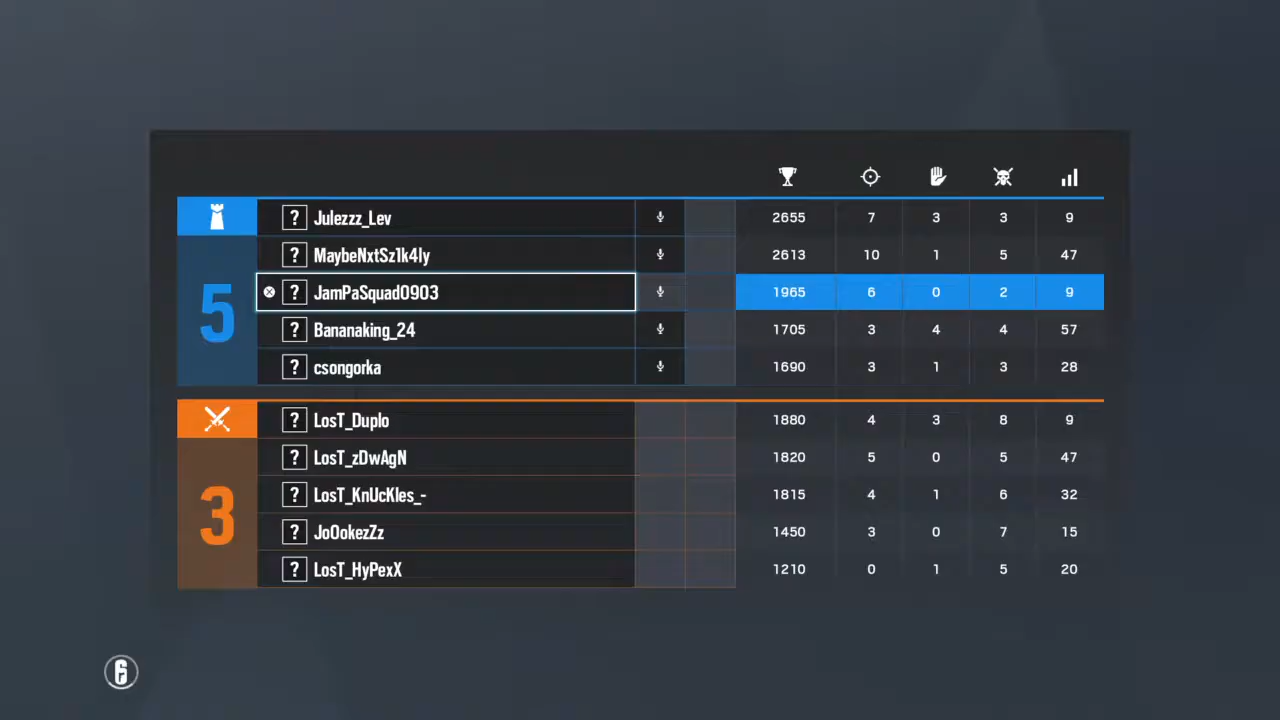 ? Julezzz_Lev 2655 7 3 3 9
? MaybeNxtSz1k4ly 2613 10 1 5 47
5
? JamPaSquad0903 1965 6 0 2 9
? Bananaking_24 1705 3 4 4 57
? csongorka 1690 3 1 3 28
? LosT_Duplo 1880 4 3 8 9
? LosT_zDwAgN 1820 5 0 5 47
3
? LosT_KnUcKles_- 1815 4 1 6 32
? JoOokezZz 1450 3 0 7 15
? LosT_HyPexX 1210 0 1 5 20
6